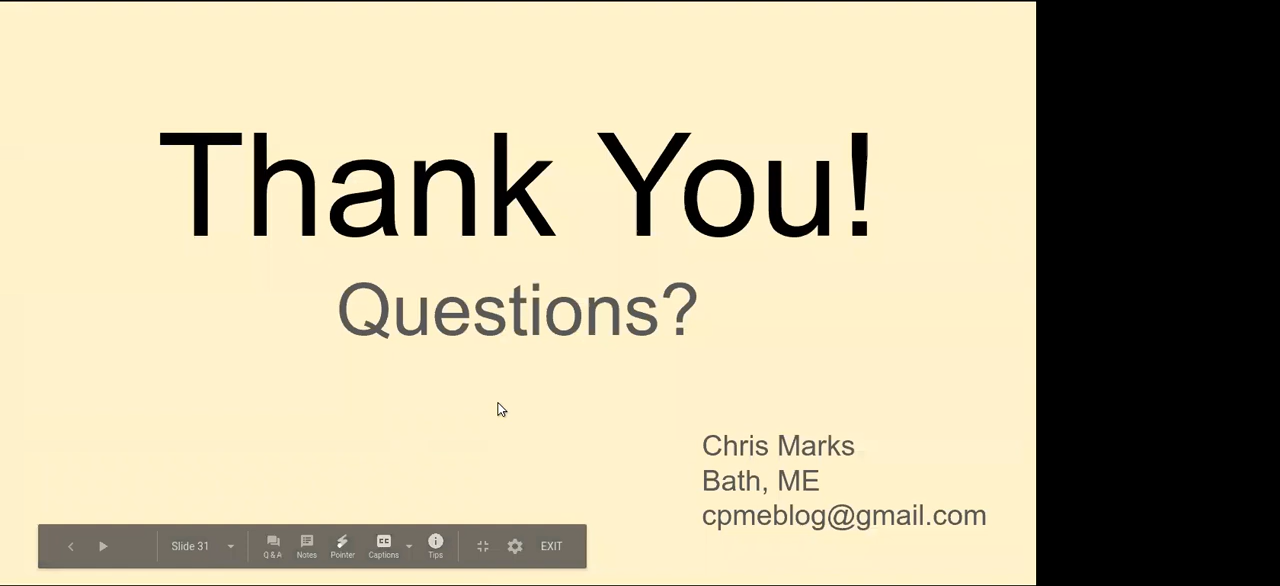 Thank You!
Questions?
Chris Marks
Bath, ME
cpmeblog@gmail.com
Slide 31
Q & A
Notes
Pointer
CC
Captions
Tips
EXIT